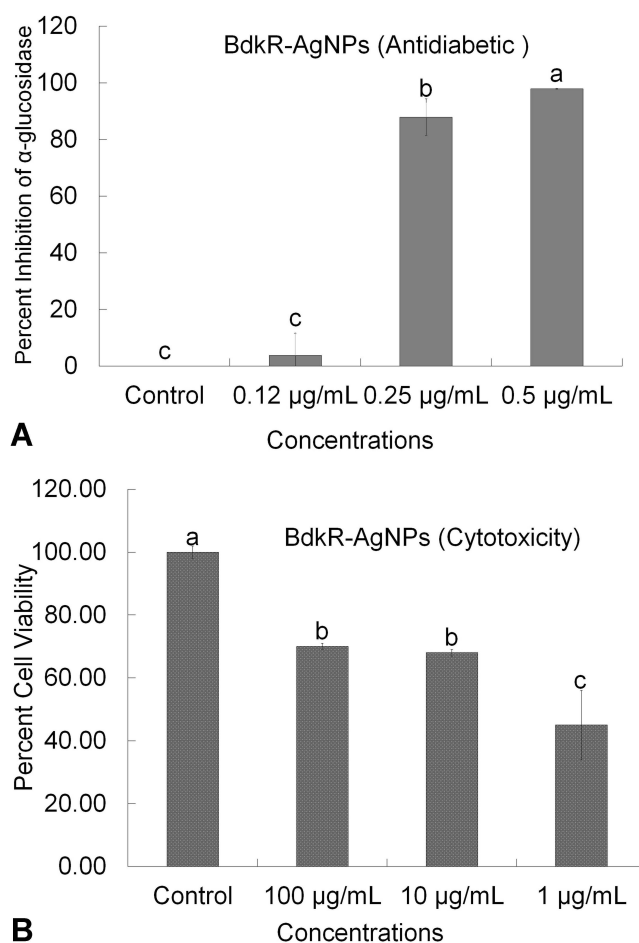 120
BdkR-AgNPs (Antidiabetic )
100
80
60
40
20
0
Percent Inhibition of α-glucosidase
c
c
b
a
Control 0.12 µg/mL 0.25 µg/mL 0.5 µg/mL
Concentrations
A
120.00
BdkR-AgNPs (Cytotoxicity)
100.00
80.00
60.00
40.00
20.00
0.00
Percent Cell Viability
a
b
b
c
Control 100 µg/mL 10 µg/mL 1 µg/mL
Concentrations
B